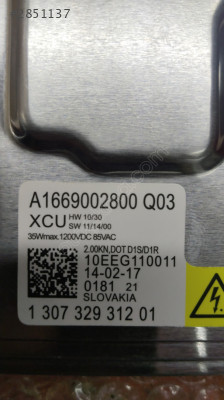 851137
A1669002800 Q03
XCU HW 10/30
SW 11/14/00
35Wmax.1200VDC 85VAC
2.00KN,DOT D1S/D1R
10EEG110011
14-02-17
0181 21
SLOVAKIA
1 307 329 312 01